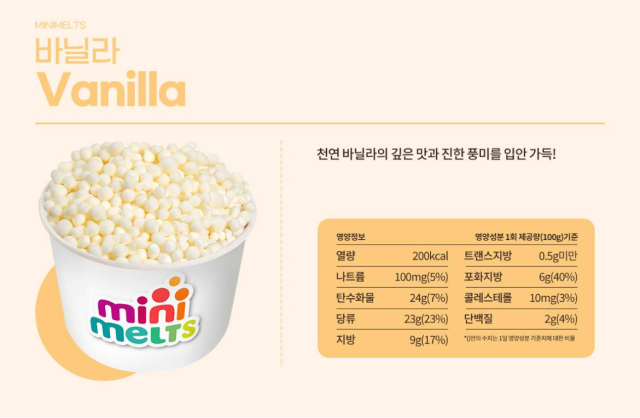 MINIMELTS
바닐라
Vanilla
천연 바닐라의 깊은 맛과 진한 풍미를 입안 가득!
영양정보 영양성분 1회 제공량(100g)기준
열량 200kcal 트랜스지방 0.5g미만
나트륨 100mg(5%) 포화지방 6g(40%)
탄수화물 24g(7%) 콜레스테롤 10mg(3%)
당류 23g(23%) 단백질 2g(4%)
지방 9g(17%) *()안의 수치는 1일 영양성분 기준치에 대한 비율
mini
melts